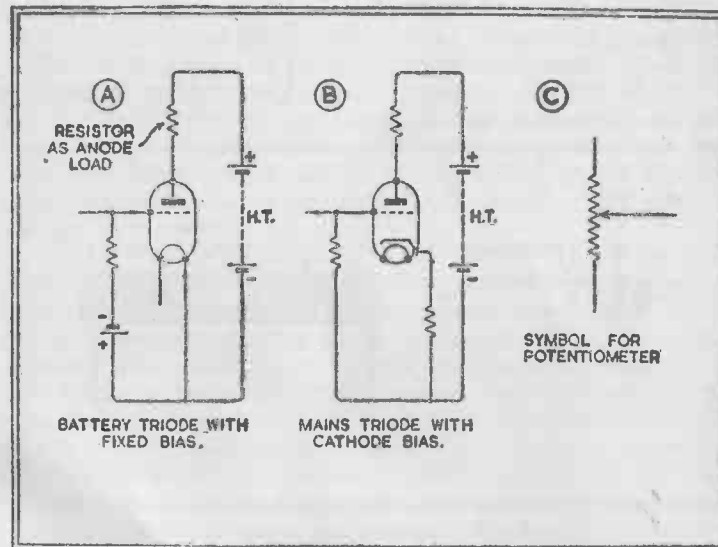 A
RESISTOR
AS ANODE
LOAD
+
H.T.
-
-
+
BATTERY TRIODE WITH
FIXED BIAS.
B
+
H.T.
-
MAINS TRIODE WITH
CATHODE BIAS.
C
SYMBOL FOR
POTENTIOMETER